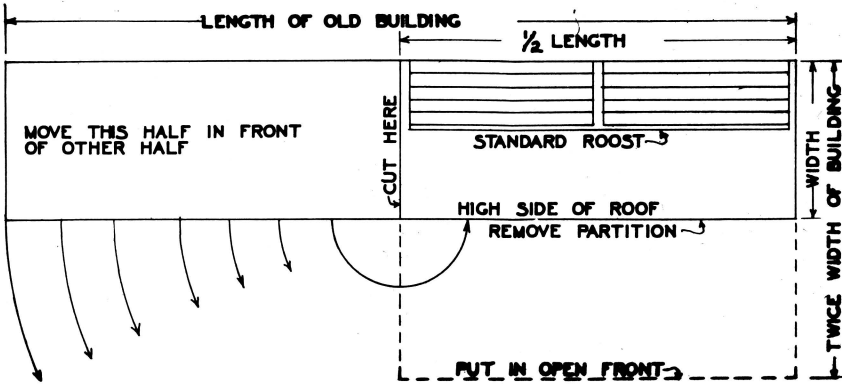 LENGTH OF OLD BUILDING
½ LENGTH
MOVE THIS HALF IN FRONT
OF OTHER HALF
CUT HERE
STANDARD ROOST
WIDTH
TWICE WIDTH OF BUILDING
HIGH SIDE OF ROOF
REMOVE PARTITION
PUT IN OPEN FRONT